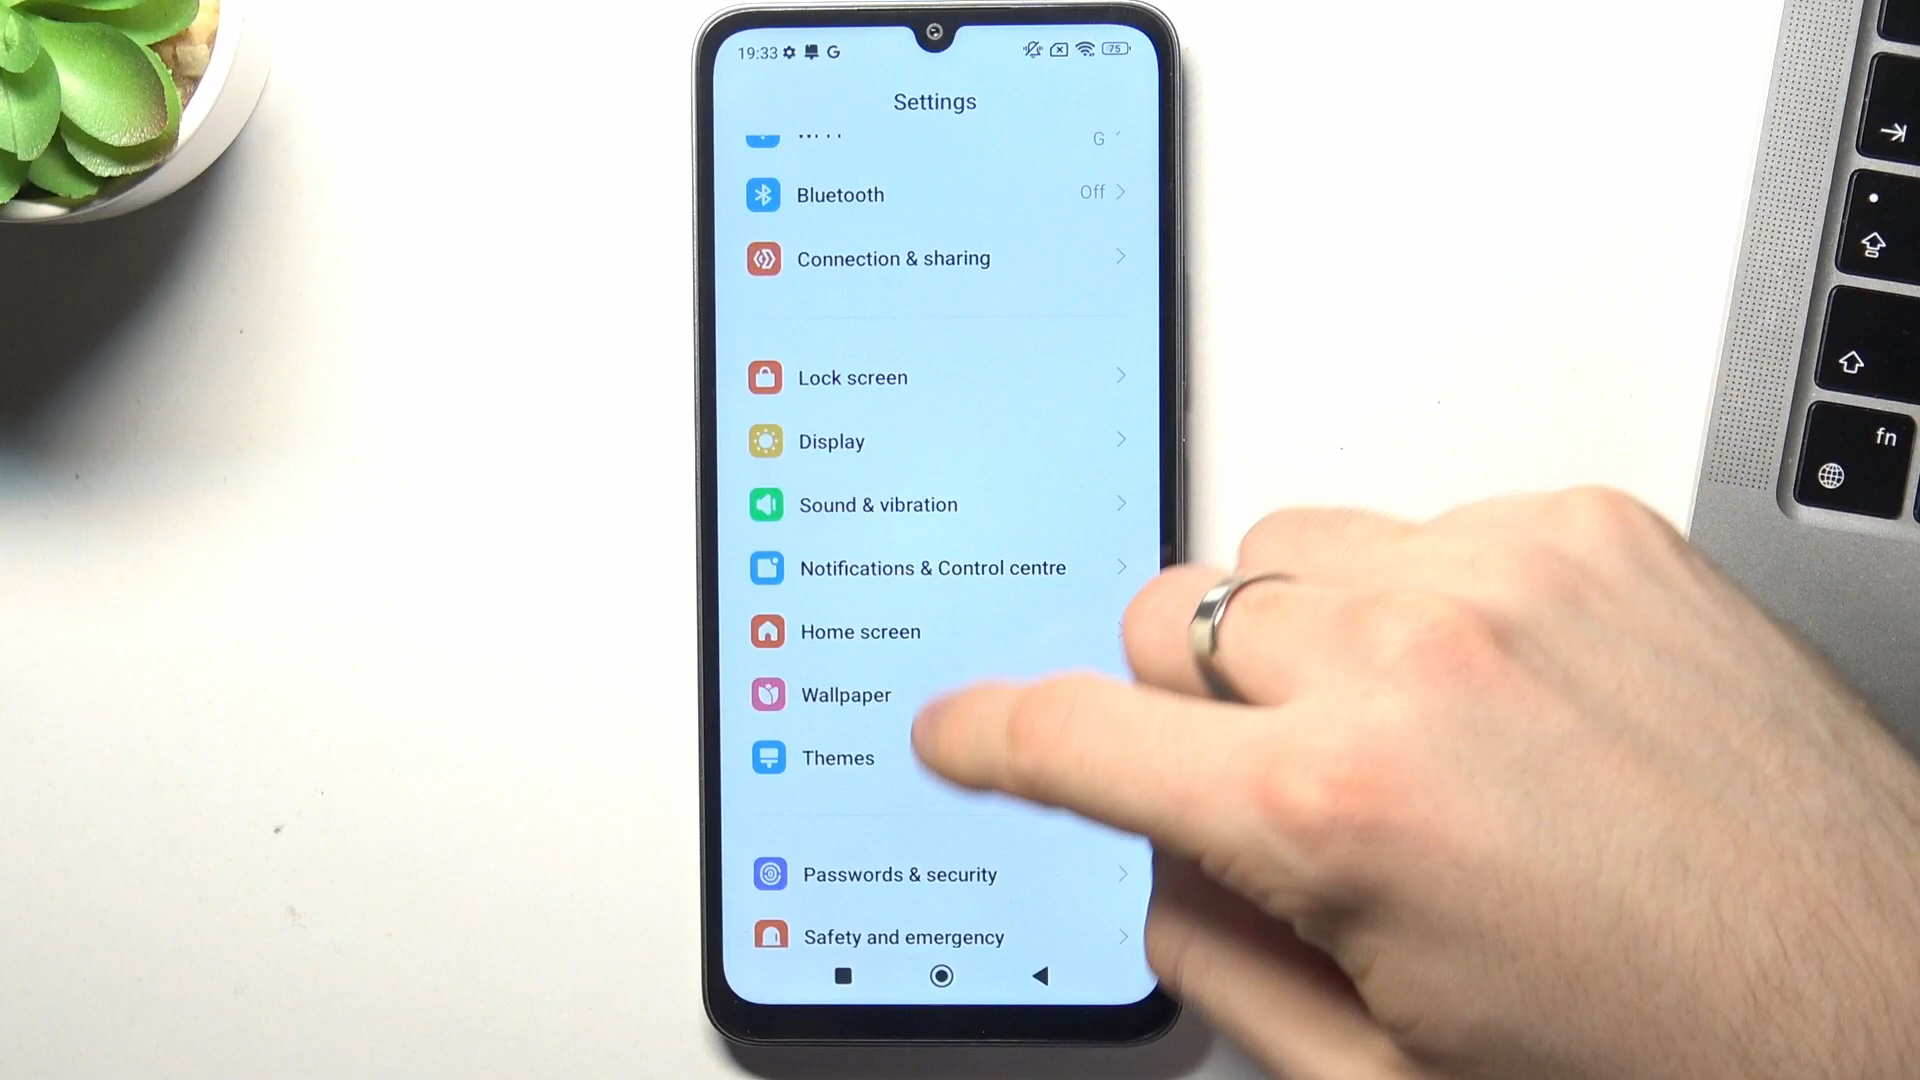 19:33 G 75
Settings
G
Bluetooth Off
Connection & sharing
Lock screen
Display
Sound & vibration
Notifications & Control centre
Home screen
Wallpaper
Themes
Passwords & security
Safety and emergency
fn